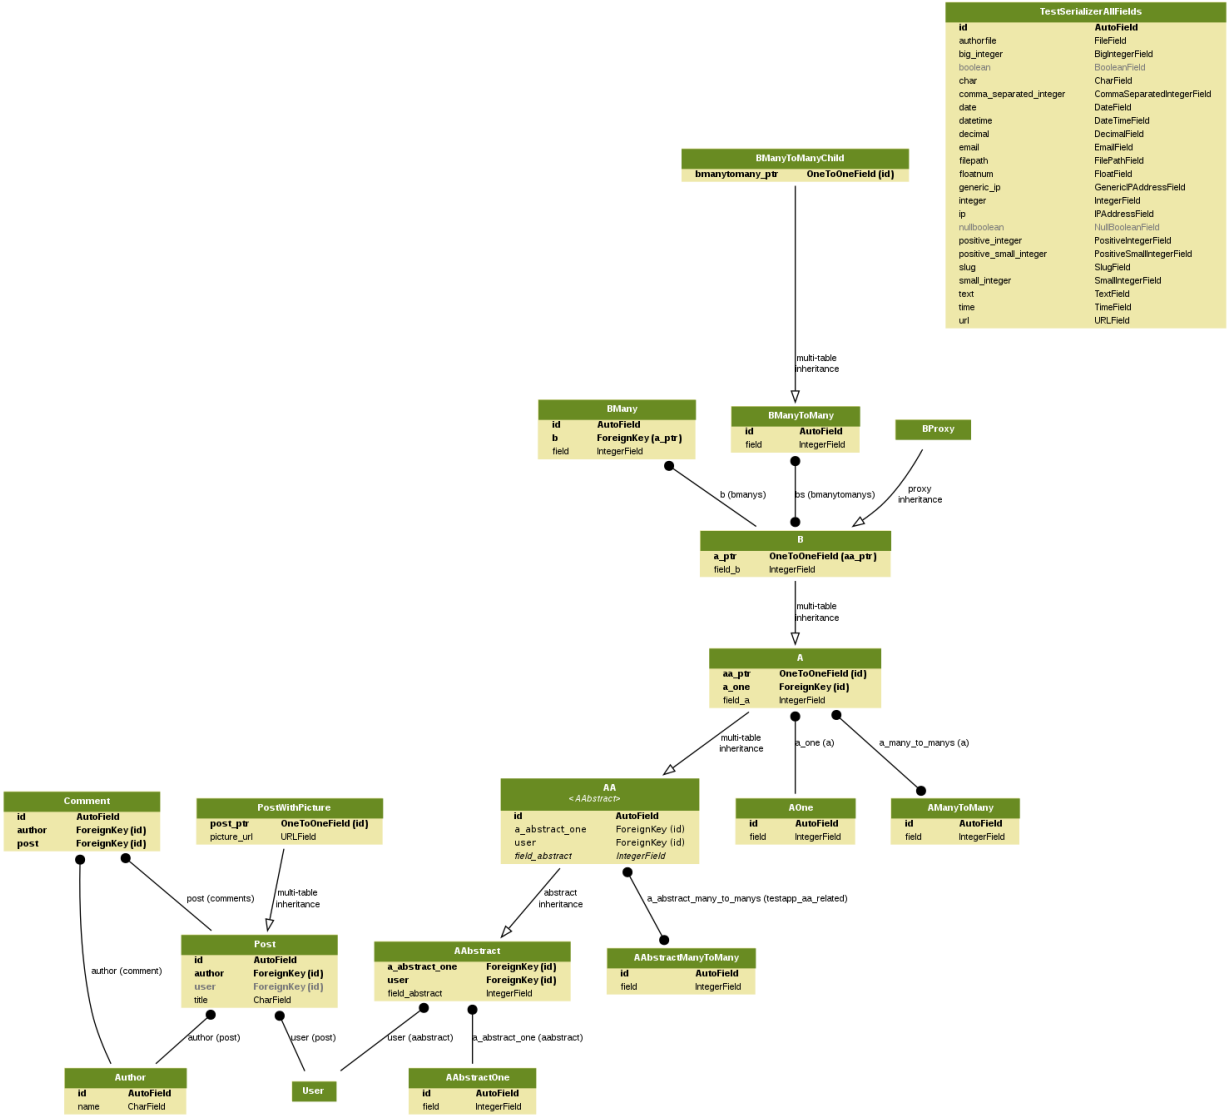 TestSerializerAllFields
id AutoField
authorfile FileField
big_integer BigIntegerField
boolean BooleanField
char CharField
comma_separated_integer CommaSeparatedIntegerField
date DateField
datetime DateTimeField
decimal DecimalField
email EmailField
filepath FilePathField
floatnum FloatField
generic_ip GenericIPAddressField
integer IntegerField
ip IPAddressField
nullboolean NullBooleanField
positive_integer PositiveIntegerField
positive_small_integer PositiveSmallIntegerField
slug SlugField
small_integer SmallIntegerField
text TextField
time TimeField
url URLField
BManyToManyChild
bmanytomany_ptr OneToOneField (id)
multi-table
inheritance
BMany
id AutoField
b ForeignKey (a_ptr)
field IntegerField
BManyToMany
id AutoField
field IntegerField
BProxy
b (bmanys)
bs (bmanytomanys)
proxy
inheritance
B
a_ptr OneToOneField (aa_ptr)
field_b IntegerField
multi-table
inheritance
A
aa_ptr OneToOneField (id)
a_one ForeignKey (id)
field_a IntegerField
multi-table
inheritance
a_one (a)
a_many_to_manys (a)
Comment
id AutoField
author ForeignKey (id)
post ForeignKey (id)
PostWithPicture
post_ptr OneToOneField (id)
picture_url URLField
AA
<AAbstract>
id AutoField
a_abstract_one ForeignKey (id)
user ForeignKey (id)
field_abstract IntegerField
AOne
id AutoField
field IntegerField
AManyToMany
id AutoField
field IntegerField
post (comments)
multi-table
inheritance
abstract
inheritance
a_abstract_many_to_manys (testapp_aa_related)
author (comment)
Post
id AutoField
author ForeignKey (id)
user ForeignKey (id)
title CharField
AAbstract
a_abstract_one ForeignKey (id)
user ForeignKey (id)
field_abstract IntegerField
AAbstractManyToMany
id AutoField
field IntegerField
author (post)
user (post)
user (aabstract)
a_abstract_one (aabstract)
Author
id AutoField
name CharField
User
AAbstractOne
id AutoField
field IntegerField